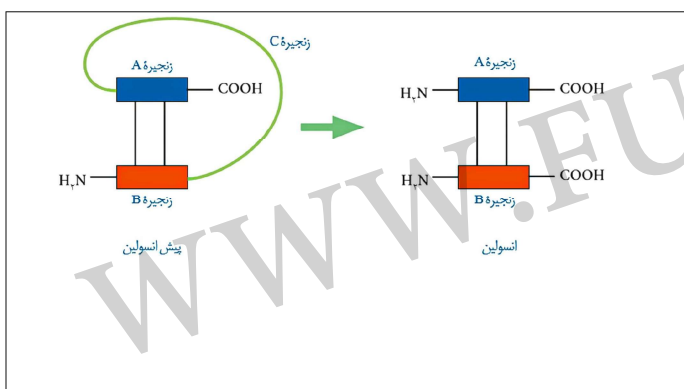 زنجیرهٔ C
زنجیرهٔ A
COOH
H₂N
زنجیرهٔ B
پیش انسولین
زنجیرهٔ A
H₂N
COOH
H₂N
COOH
زنجیرهٔ B
انسولین
WWW.FU